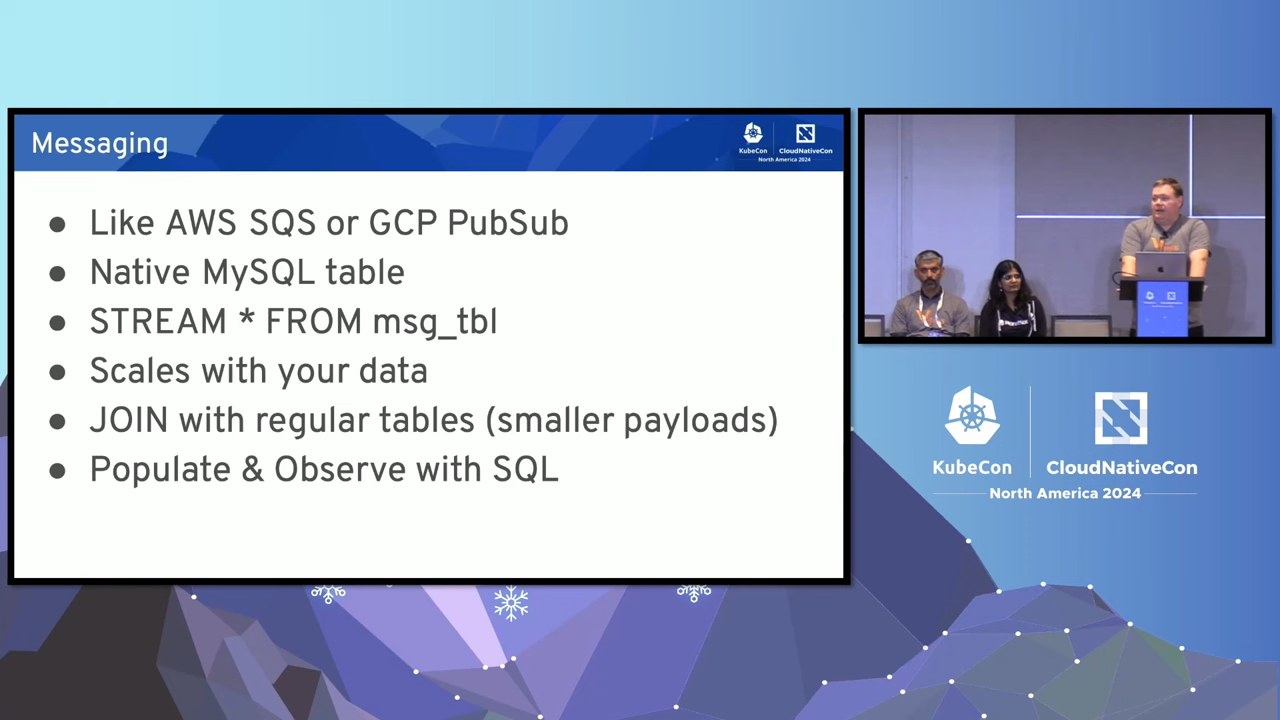 Messaging
KubeCon
CloudNativeCon
North America 2024
● Like AWS SQS or GCP PubSub
● Native MySQL table
● STREAM * FROM msg_tbl
● Scales with your data
● JOIN with regular tables (smaller payloads)
● Populate & Observe with SQL
KubeCon
CloudNativeCon
North America 2024